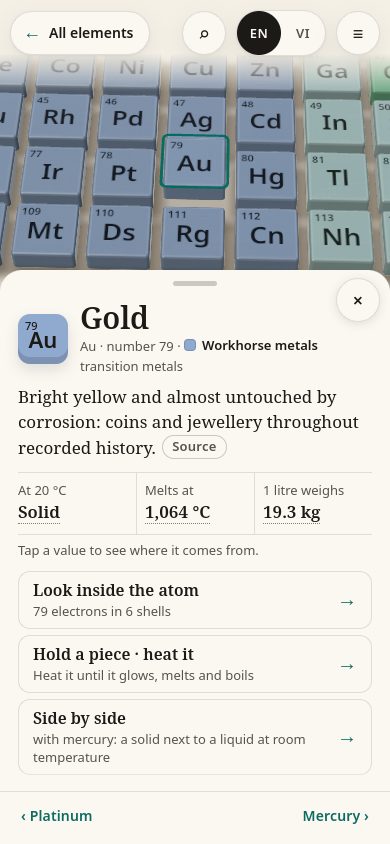 ← All elements
EN VI
Co Ni Cu Zn Ga
45 Rh 46 Pd 47 Ag 48 Cd 49 In 50
77 Ir 78 Pt 79 Au 80 Hg 81 Tl
109 Mt 110 Ds 111 Rg 112 Cn 113 Nh
×
79 Au
Gold
Au · number 79 · Workhorse metals
transition metals
Bright yellow and almost untouched by
corrosion: coins and jewellery throughout
recorded history. Source
At 20 °C Melts at 1 litre weighs
Solid 1,064 °C 19.3 kg
Tap a value to see where it comes from.
Look inside the atom
79 electrons in 6 shells
→
Hold a piece · heat it
Heat it until it glows, melts and boils
→
Side by side
with mercury: a solid next to a liquid at room
temperature
→
‹ Platinum Mercury ›